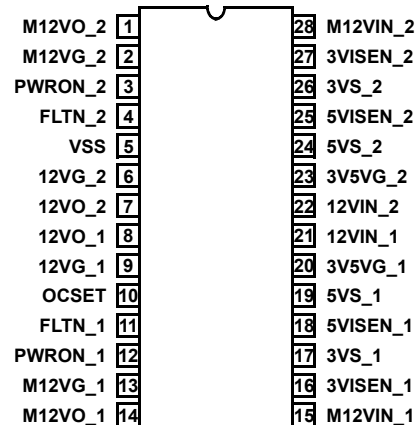 M12VO_2 1 28 M12VIN_2
M12VG_2 2 27 3VISEN_2
PWRON_2 3 26 3VS_2
FLTN_2 4 25 5VISEN_2
VSS 5 24 5VS_2
12VG_2 6 23 3V5VG_2
12VO_2 7 22 12VIN_2
12VO_1 8 21 12VIN_1
12VG_1 9 20 3V5VG_1
OCSET 10 19 5VS_1
FLTN_1 11 18 5VISEN_1
PWRON_1 12 17 3VS_1
M12VG_1 13 16 3VISEN_1
M12VO_1 14 15 M12VIN_1